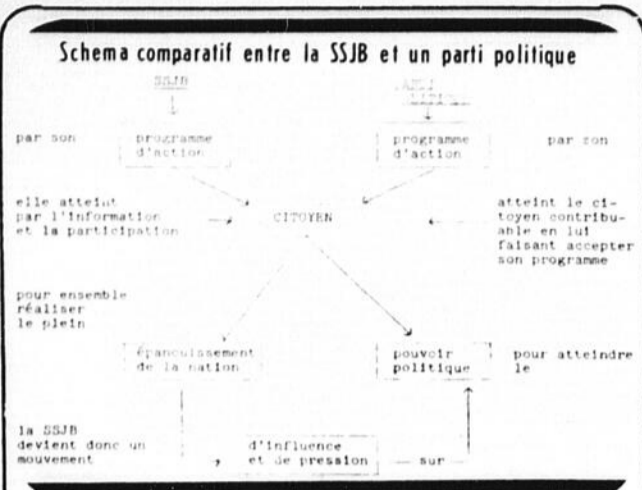 Schema comparatif entre la SSJB et un parti politique
SSJB
par son
programme
d'action
programme
d'action
par son
elle atteint
par l'information
et la participation
CITOYEN
atteint le ci-
toyen contribu-
able en lui
faisant accepter
son programme
pour ensemble
réaliser
le plein
épanouissement
de la nation
pouvoir
politique
pour atteindre
le
la SSJB
devient donc un
mouvement
d'influence
et de pression
sur